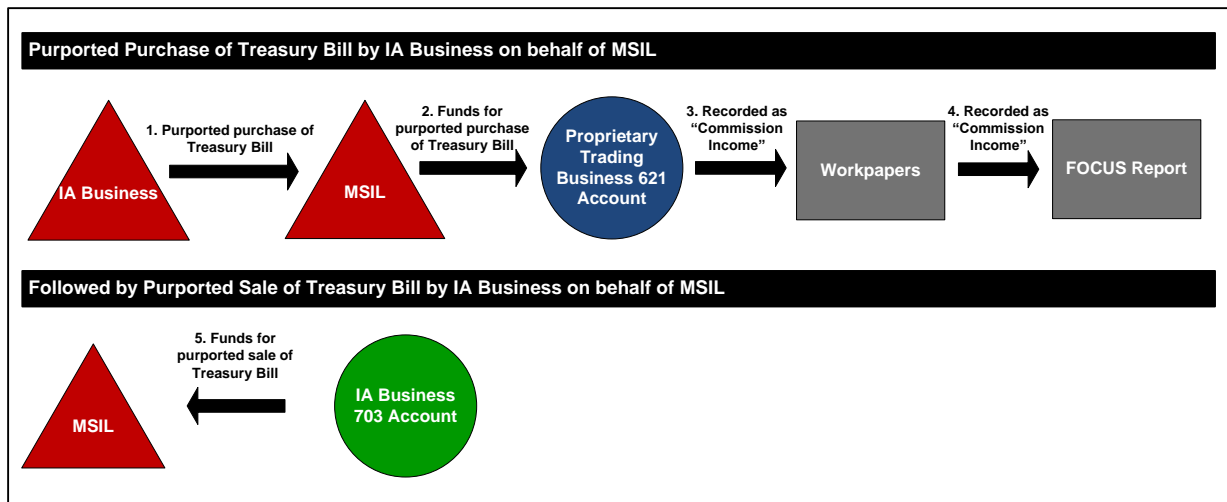 Purported Purchase of Treasury Bill by IA Business on behalf of MSIL
IA Business
1. Purported purchase of
Treasury Bill
MSIL
2. Funds for
purported purchase
of Treasury Bill
Proprietary
Trading
Business 621
Account
3. Recorded as
“Commission
Income”
Workpapers
4. Recorded as
“Commission
Income”
FOCUS Report
Followed by Purported Sale of Treasury Bill by IA Business on behalf of MSIL
MSIL
5. Funds for
purported sale of
Treasury Bill
IA Business
703 Account